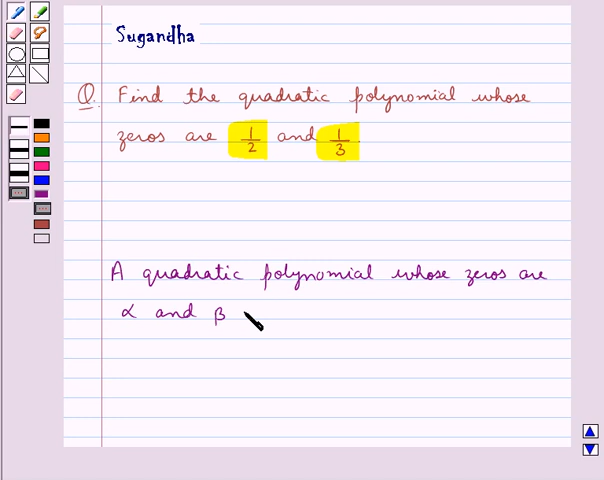 Sugandha
Q. Find the quadratic polynomial whose
zeros are 1/2 and 1/3.
A quadratic polynomial whose zeros are
α and β